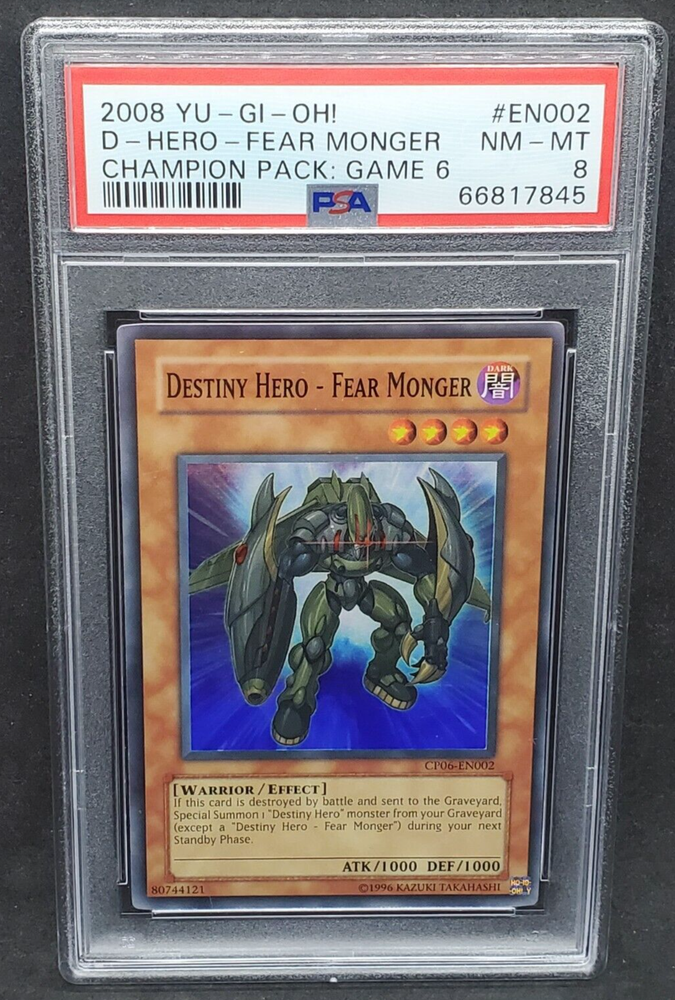 2008 YU-GI-OH! #EN002
D-HERO-FEAR MONGER NM-MT
CHAMPION PACK: GAME 6 8
PSA 66817845
DESTINY HERO - FEAR MONGER
DARK
闇
CP06-EN002
[WARRIOR/EFFECT]
If this card is destroyed by battle and sent to the Graveyard,
Special Summon 1 "Destiny Hero" monster from your Graveyard
(except a "Destiny Hero - Fear Monger") during your next
Standby Phase.
ATK/1000 DEF/1000
80744121 ©1996 KAZUKI TAKAHASHI